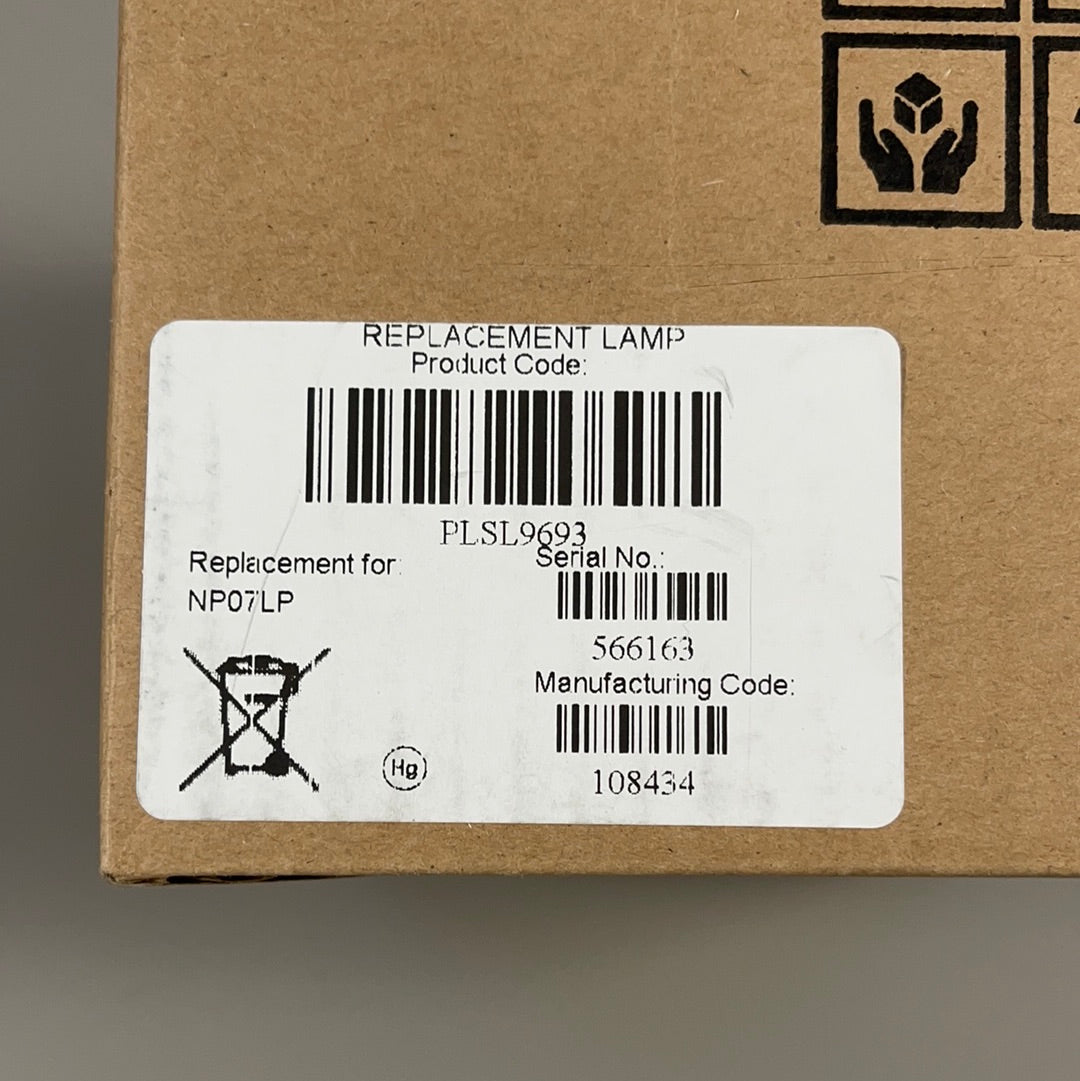 REPLACEMENT LAMP
Product Code:
PLSL9693
Replacement for:
NP07LP
Serial No.:
566163
Manufacturing Code:
108434
Hg